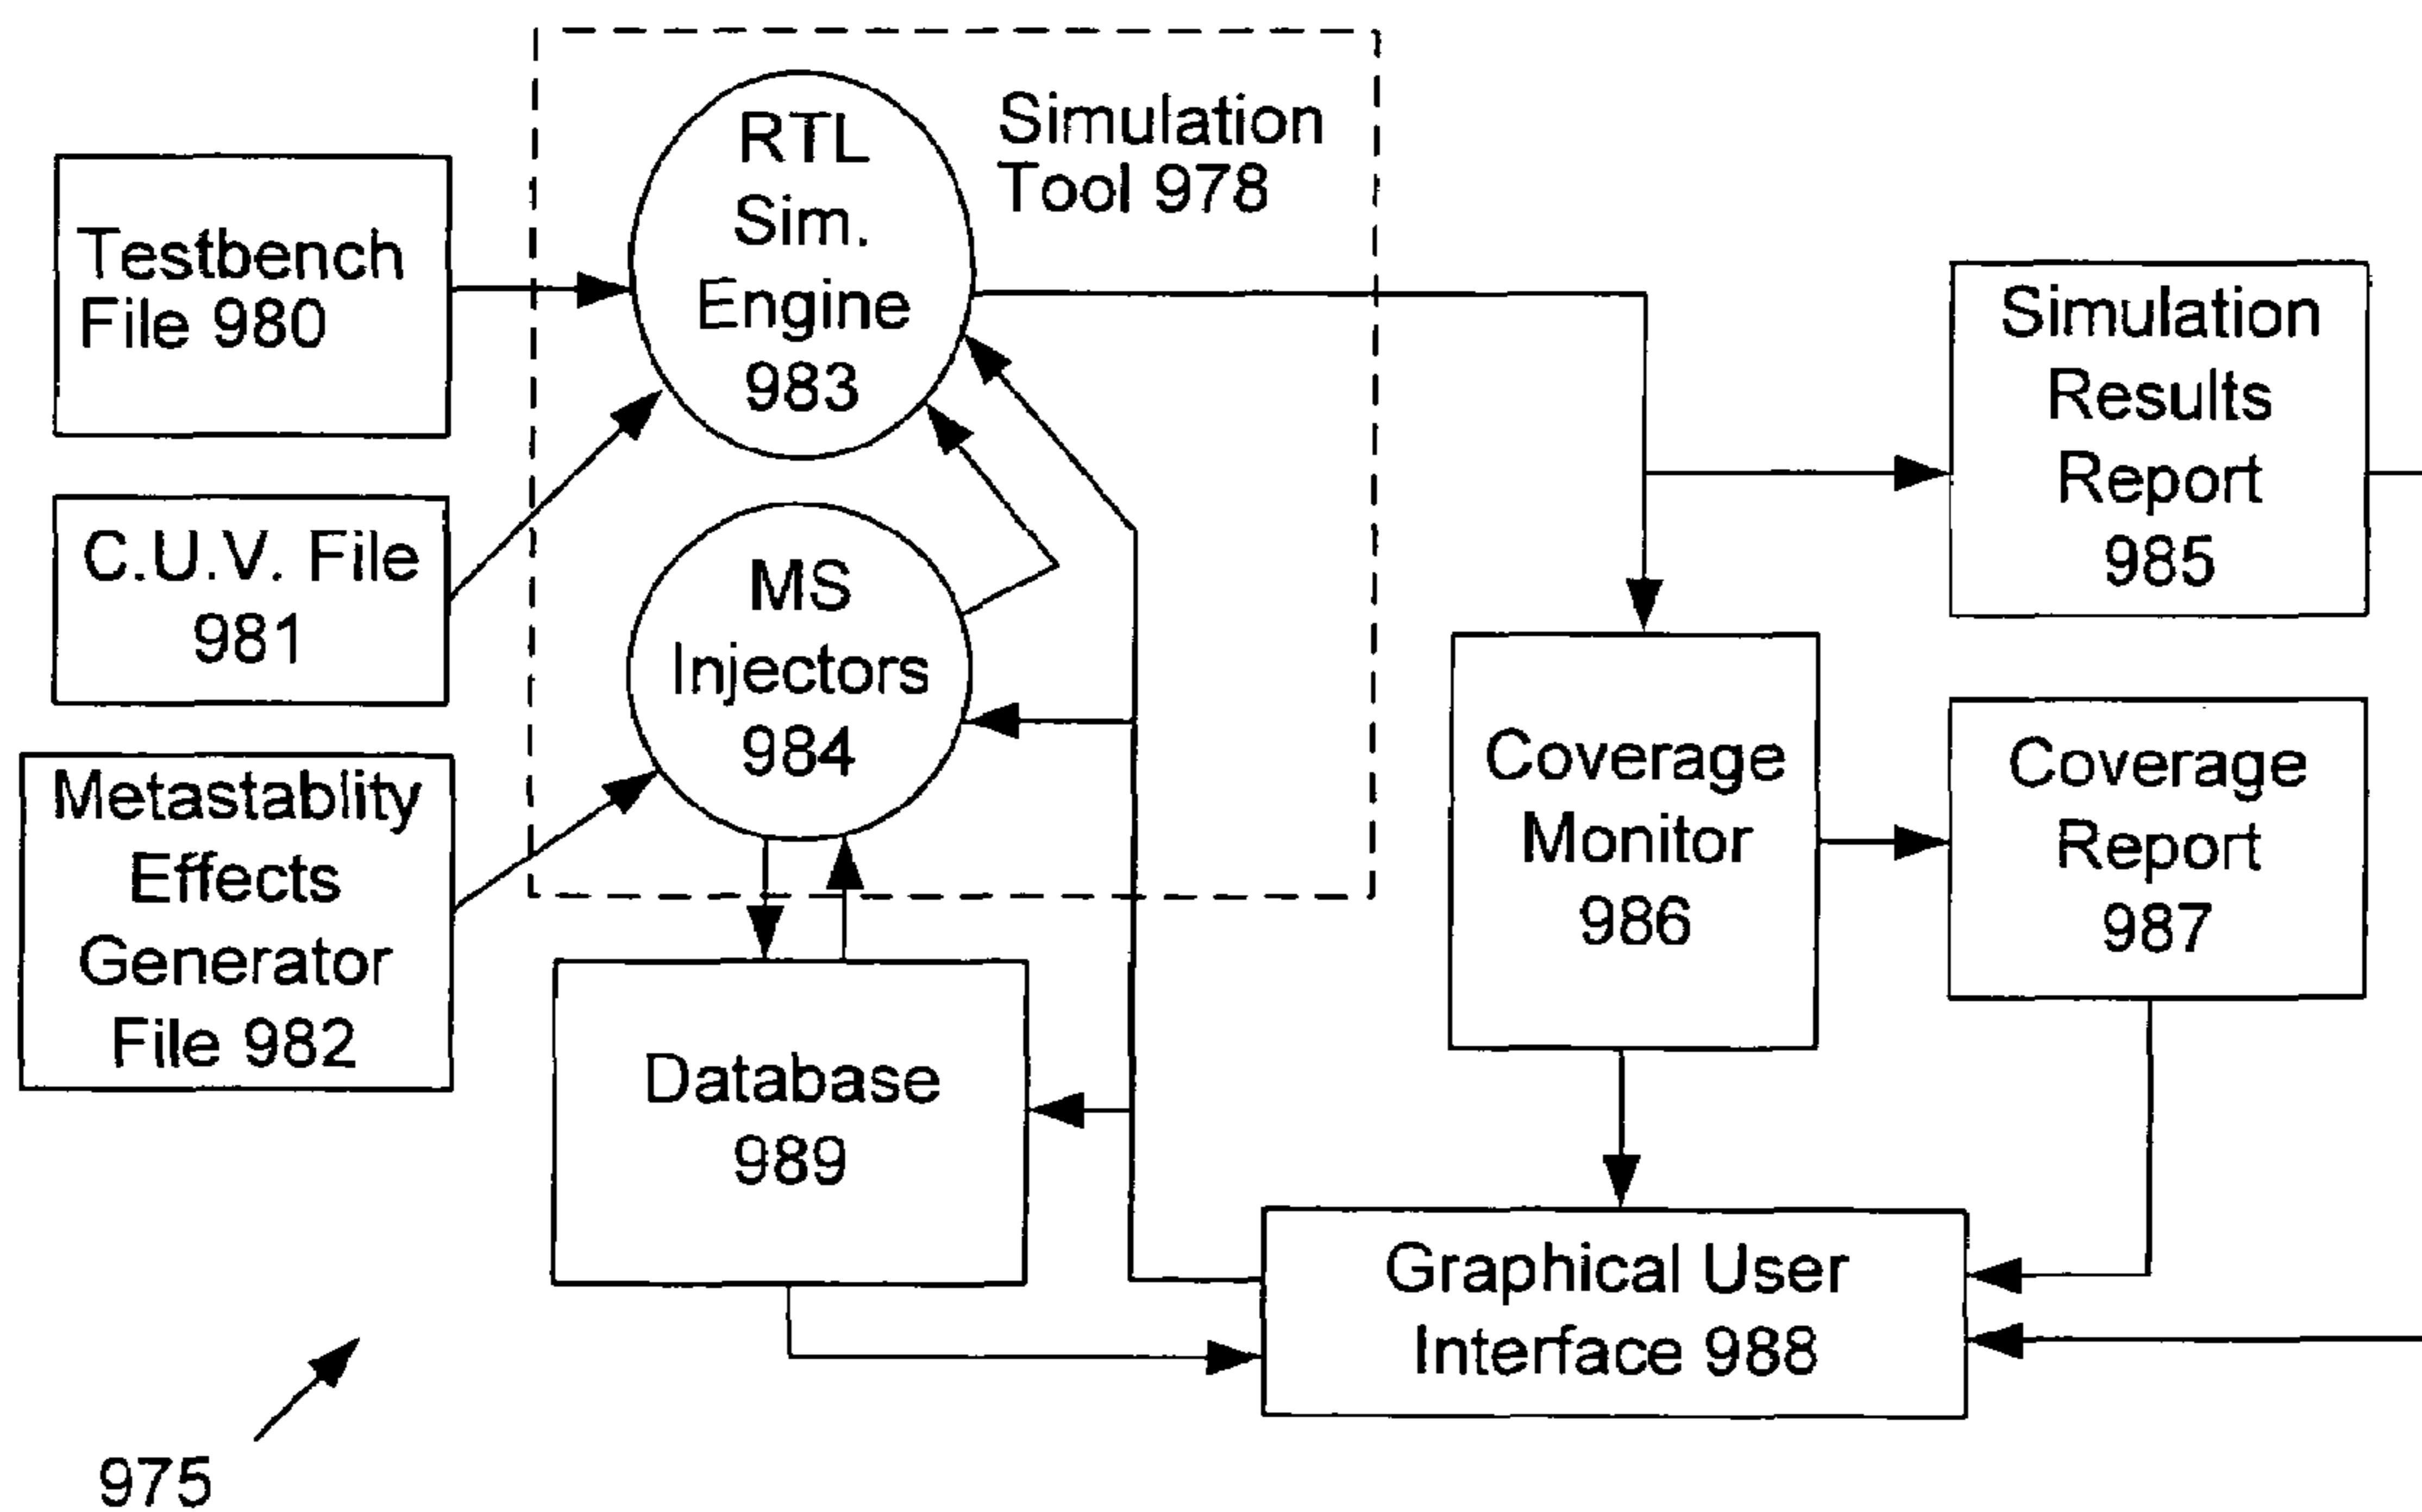 RTL
Sim.
Engine
983
Simulation
Tool 978
Testbench
File 980
Simulation
Results
Report
985
C.U.V. File
981
MS
Injectors
984
Metastablity
Effects
Generator
File 982
Coverage
Monitor
986
Coverage
Report
987
Database
989
Graphical User
Interface 988
975